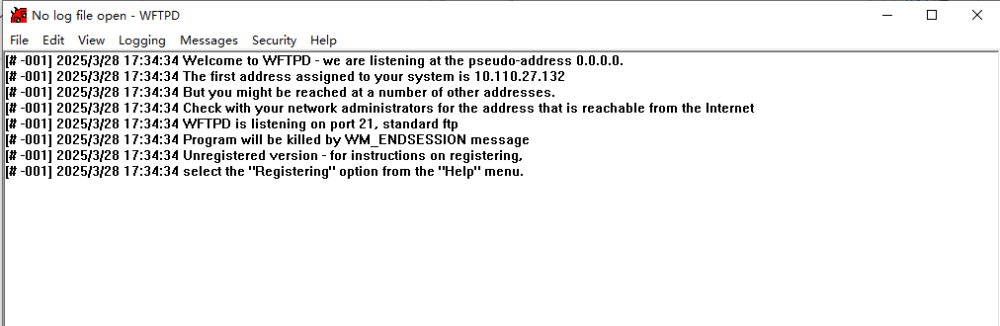 No log file open - WFTPD
File Edit View Logging Messages Security Help
[# -001] 2025/3/28 17:34:34 Welcome to WFTPD - we are listening at the pseudo-address 0.0.0.0.
[# -001] 2025/3/28 17:34:34 The first address assigned to your system is 10.110.27.132
[# -001] 2025/3/28 17:34:34 But you might be reached at a number of other addresses.
[# -001] 2025/3/28 17:34:34 Check with your network administrators for the address that is reachable from the Internet
[# -001] 2025/3/28 17:34:34 WFTPD is listening on port 21, standard ftp
[# -001] 2025/3/28 17:34:34 Program will be killed by WM_ENDSESSION message
[# -001] 2025/3/28 17:34:34 Unregistered version - for instructions on registering,
[# -001] 2025/3/28 17:34:34 select the "Registering" option from the "Help" menu.